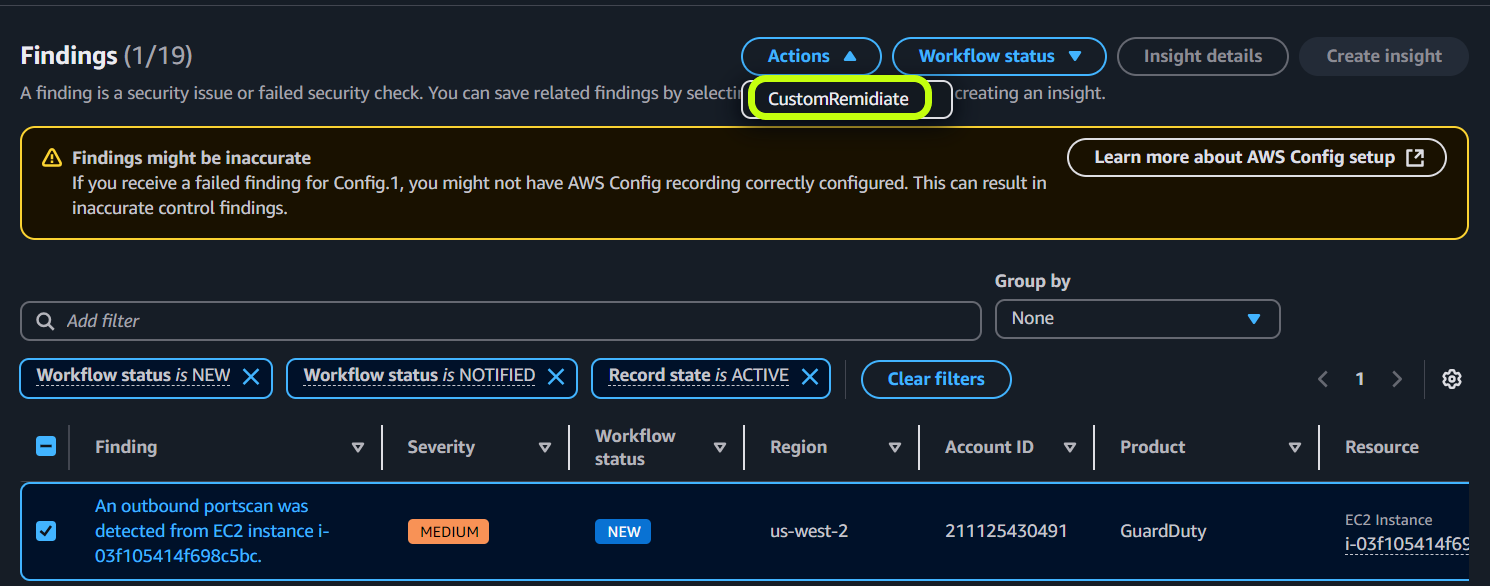 Findings (1/19)
Actions
Workflow status
Insight details
Create insight
A finding is a security issue or failed security check. You can save related findings by selectin
creating an insight.
CustomRemidiate
Findings might be inaccurate
If you receive a failed finding for Config.1, you might not have AWS Config recording correctly configured. This can result in
inaccurate control findings.
Learn more about AWS Config setup
Group by
Add filter
None
Workflow status is NEW
Workflow status is NOTIFIED
Record state is ACTIVE
Clear filters
1
Finding
Severity
Workflow
status
Region
Account ID
Product
Resource
An outbound portscan was
detected from EC2 instance i-
03f105414f698c5bc.
MEDIUM
NEW
us-west-2
211125430491
GuardDuty
EC2 Instance
i-03f105414f69